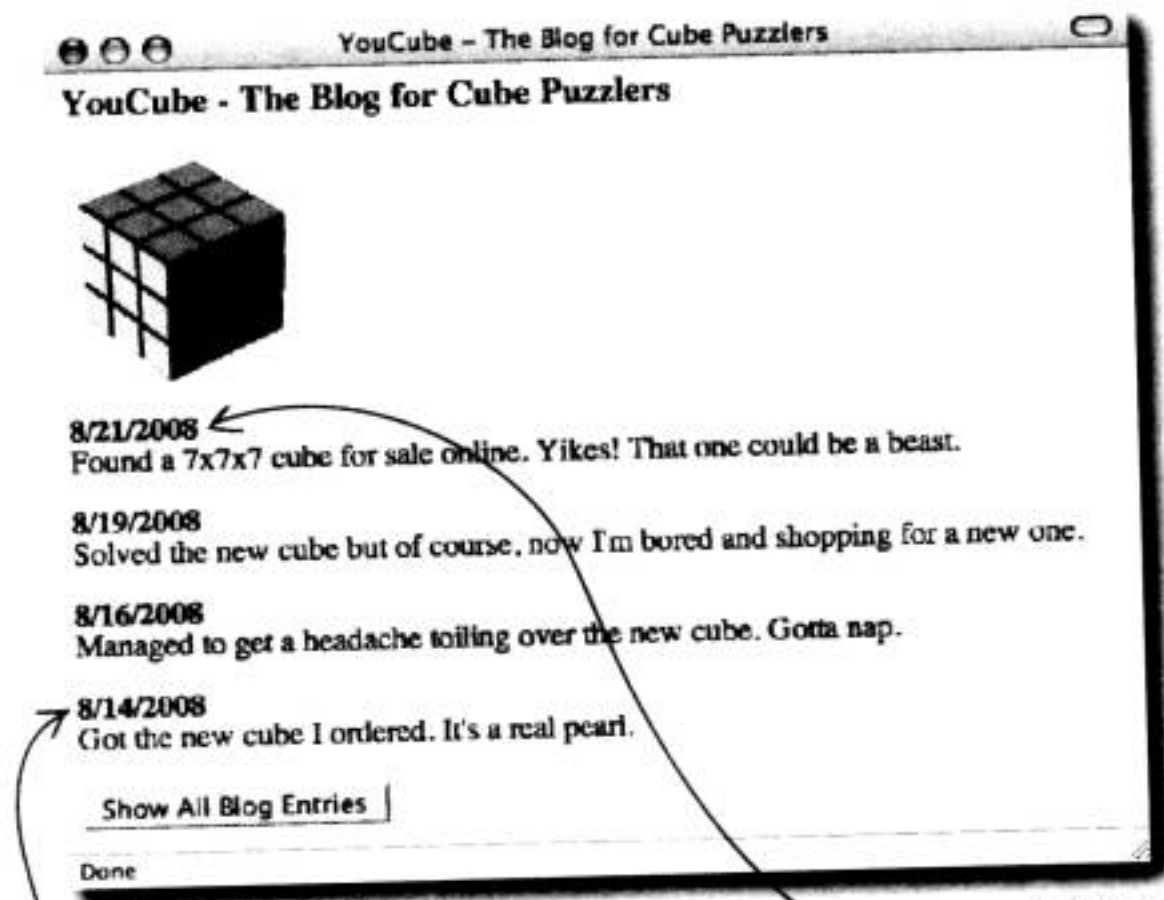 YouCube – The Blog for Cube Puzzlers
YouCube - The Blog for Cube Puzzlers
8/21/2008
Found a 7x7x7 cube for sale online. Yikes! That one could be a beast.
8/19/2008
Solved the new cube but of course, now I'm bored and shopping for a new one.
8/16/2008
Managed to get a headache toiling over the new cube. Gotta nap.
8/14/2008
Got the new cube I ordered. It's a real pearl.
Show All Blog Entries
Done